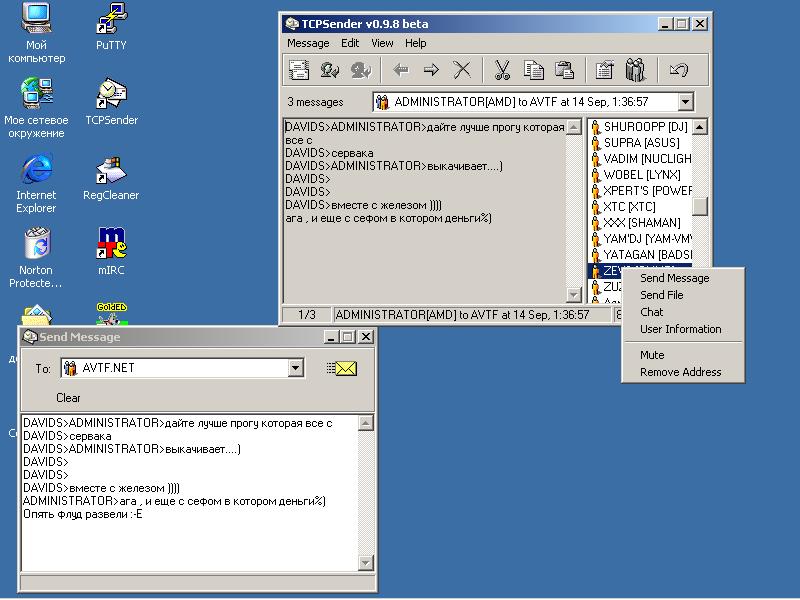 Мой
компьютер
PuTTY
Мое сетевое
окружение
TCPSender
Internet
Explorer
RegCleaner
Norton
Protecte...
mIRC
GoldED
TCPSender v0.9.8 beta
Message Edit View Help
3 messages
ADMINISTRATOR[AMD] to AVTF at 14 Sep, 1:36:57
DAVIDS>ADMINISTRATOR>дайте лучше прогу которая
все с
DAVIDS>сервака
DAVIDS>ADMINISTRATOR>выкачивает....)
DAVIDS>
DAVIDS>
DAVIDS>вместе с железом ))))
ага , и еще с сефом в котором деньги%)
SHUROOPP [DJ]
SUPRA [ASUS]
VADIM [NUCLIGH
WOBEL [LYNX]
XPERT'S [POWER
XTC [XTC]
XXX [SHAMAN]
YAM'DJ [YAM-VMV
YATAGAN [BADSI
1/3
ADMINISTRATOR[AMD] to AVTF at 14 Sep, 1:36:57
Send Message
Send File
Chat
User Information
Mute
Remove Address
Send Message
To:
AVTF.NET
Clear
DAVIDS>ADMINISTRATOR>дайте лучше прогу которая все с
DAVIDS>сервака
DAVIDS>ADMINISTRATOR>выкачивает....)
DAVIDS>
DAVIDS>
DAVIDS>вместе с железом ))))
ADMINISTRATOR>ага , и еще с сефом в котором деньги%)
Опять флуд развели :-E